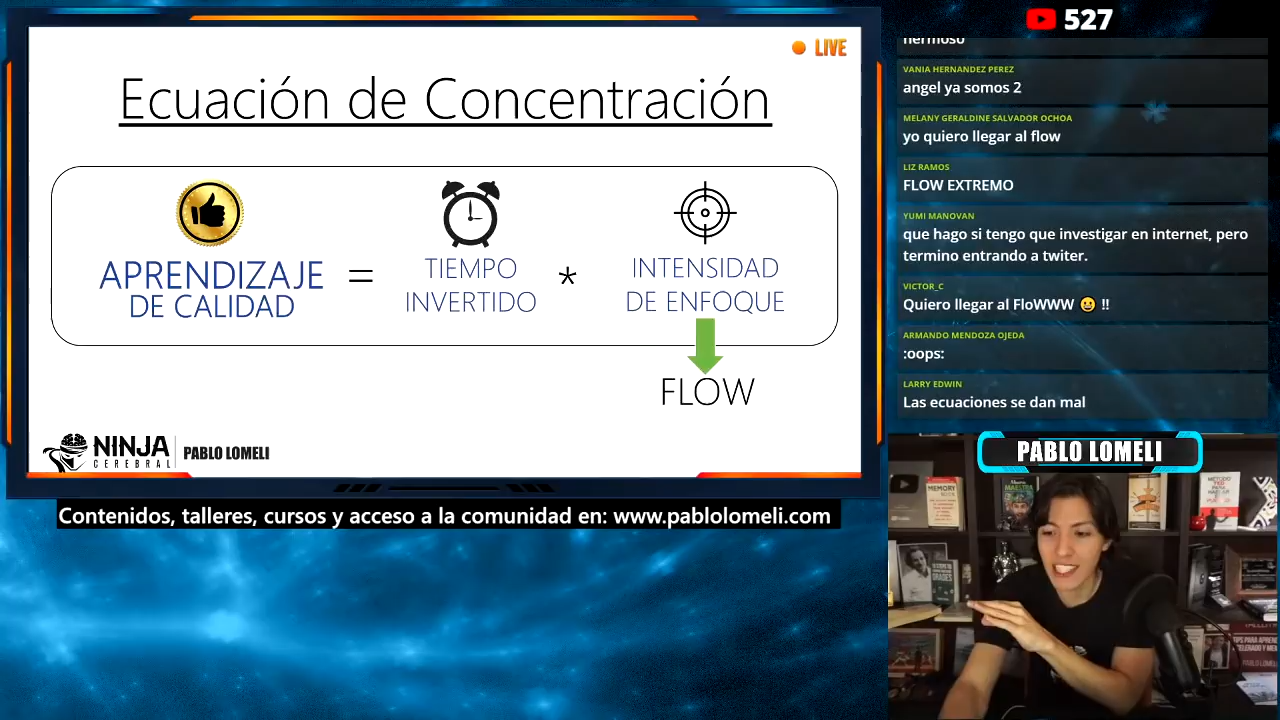 LIVE
Ecuación de Concentración
APRENDIZAJE
DE CALIDAD
=
TIEMPO
INVERTIDO
*
INTENSIDAD
DE ENFOQUE
FLOW
NINJA
CEREBRAL
PABLO LOMELI
Contenidos, talleres, cursos y acceso a la comunidad en: www.pablolomeli.com
527
hermoso
VANIA HERNANDEZ PEREZ
angel ya somos 2
MELANY GERALDINE SALVADOR OCHOA
yo quiero llegar al flow
LIZ RAMOS
FLOW EXTREMO
YUMI MANOVAN
que hago si tengo que investigar en internet, pero
termino entrando a twiter.
VICTOR_C
Quiero llegar al FloWWW 😀 !!
ARMANDO MENDOZA OJEDA
:oops:
LARRY EDWIN
Las ecuaciones se dan mal
PABLO LOMELI
MEMORY